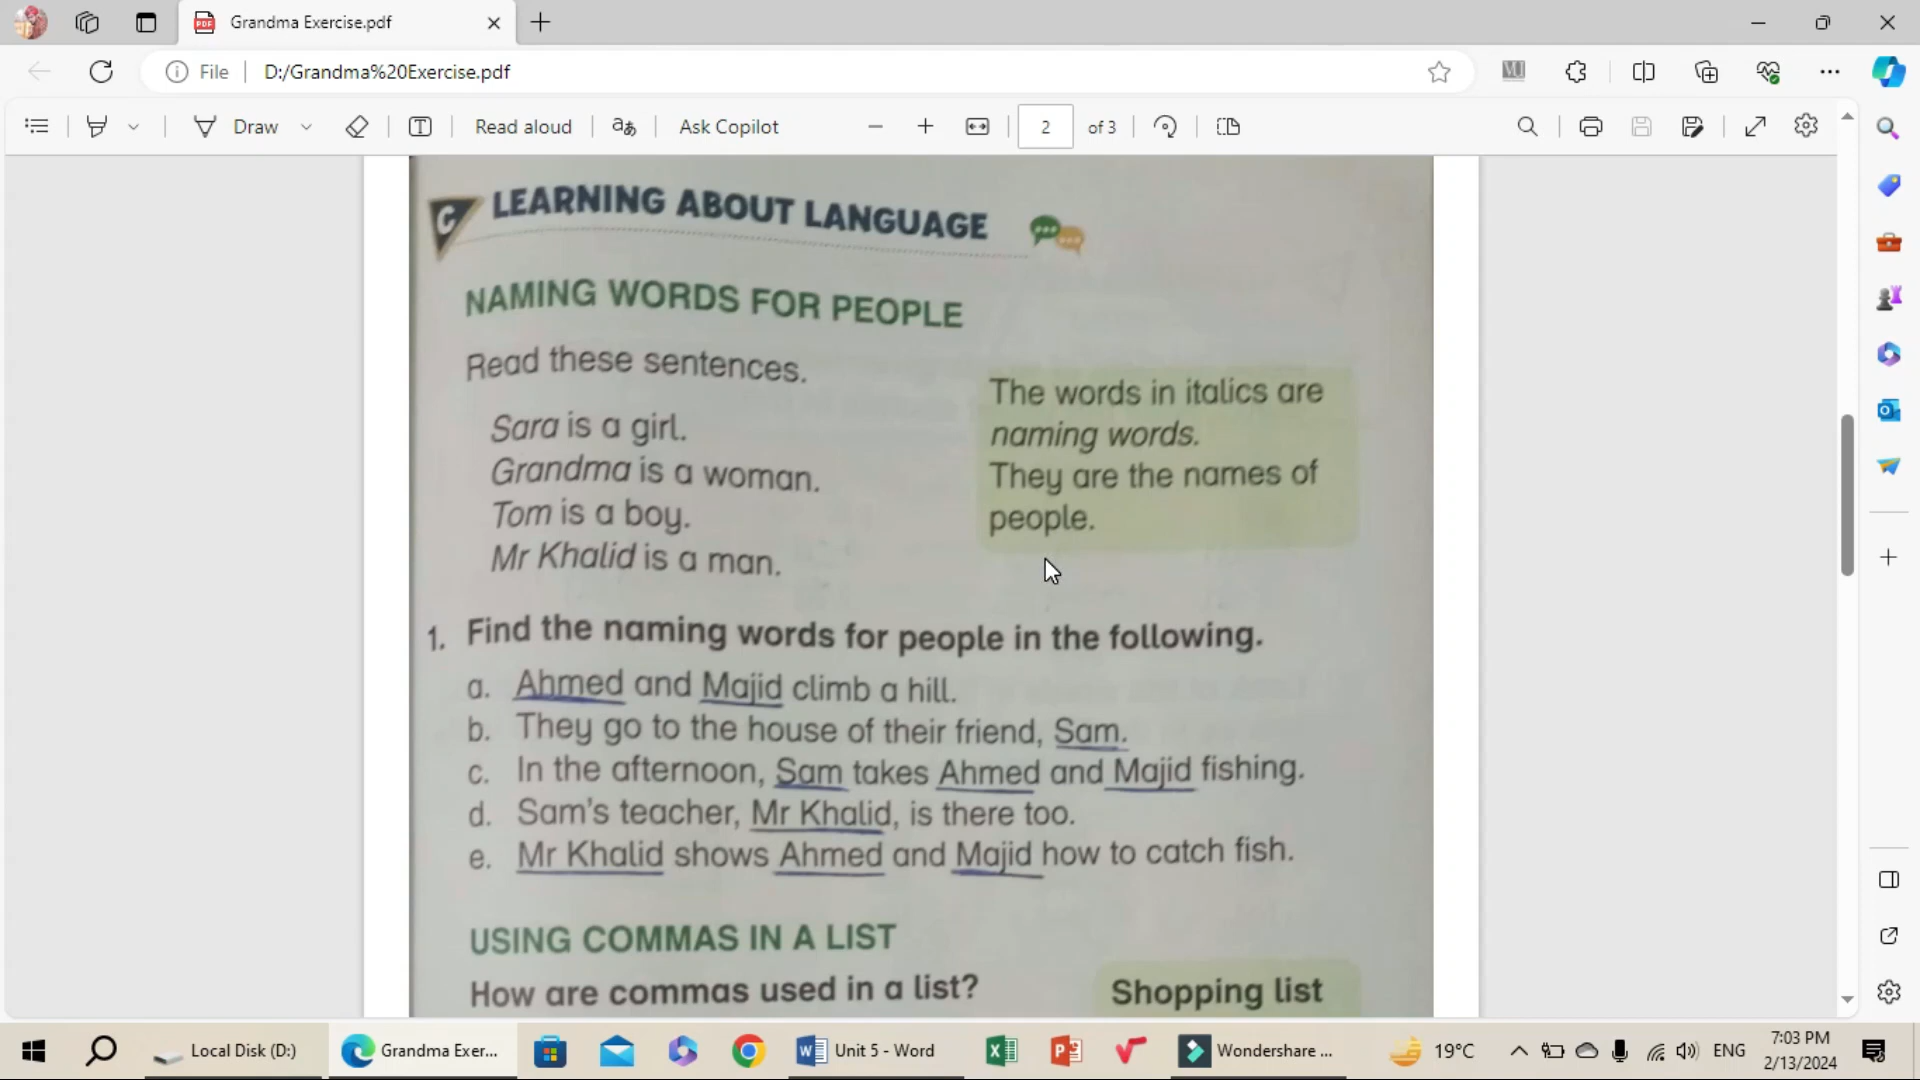 Grandma Exercise.pdf
File D:/Grandma%20Exercise.pdf
Draw Read aloud Ask Copilot 2 of 3
C LEARNING ABOUT LANGUAGE
NAMING WORDS FOR PEOPLE
Read these sentences.
Sara is a girl.
Grandma is a woman.
Tom is a boy.
Mr Khalid is a man.
The words in italics are
naming words.
They are the names of
people.
1. Find the naming words for people in the following.
a. Ahmed and Majid climb a hill.
b. They go to the house of their friend, Sam.
c. In the afternoon, Sam takes Ahmed and Majid fishing.
d. Sam's teacher, Mr Khalid, is there too.
e. Mr Khalid shows Ahmed and Majid how to catch fish.
USING COMMAS IN A LIST
How are commas used in a list?
Shopping list
Local Disk (D:) Grandma Exer... Unit 5 - Word Wondershare ... 19°C ENG 7:03 PM
2/13/2024